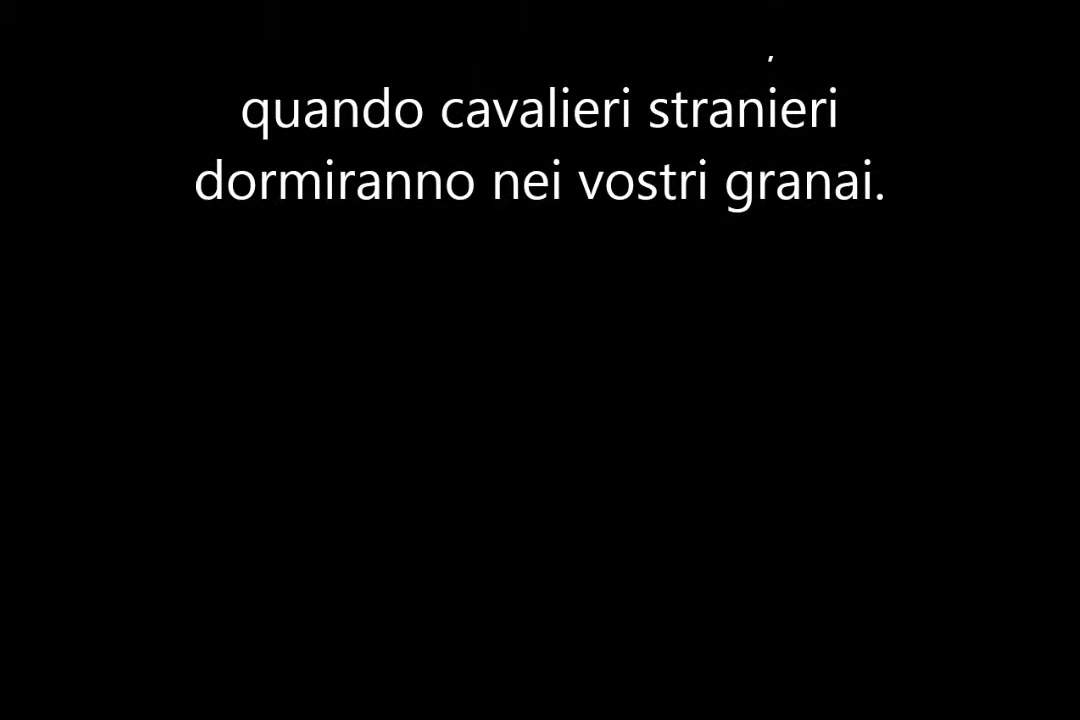 quando cavalieri stranieri
dormiranno nei vostri granai.